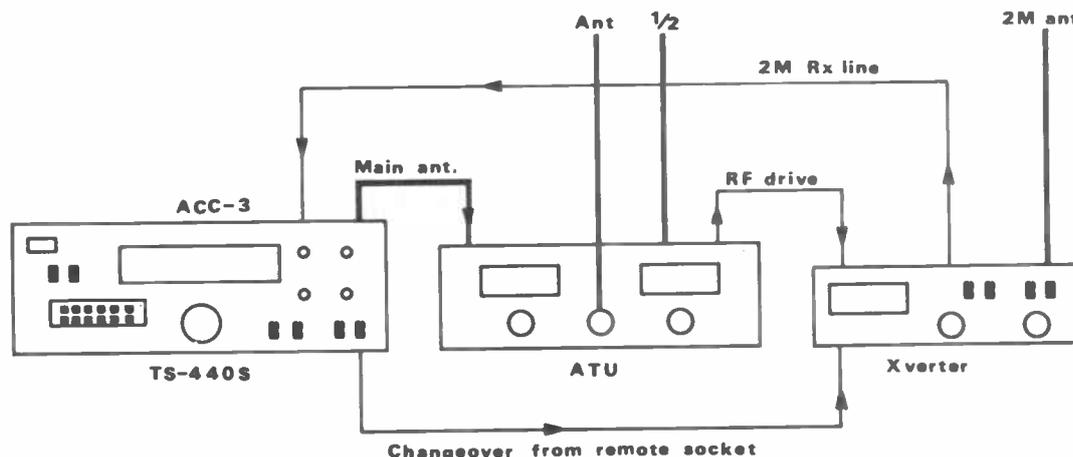 Ant 1/2 2M ant
2M Rx line
Main ant.
RF drive
ACC-3
TS-440S
ATU
Xverter
Changeover from remote socket